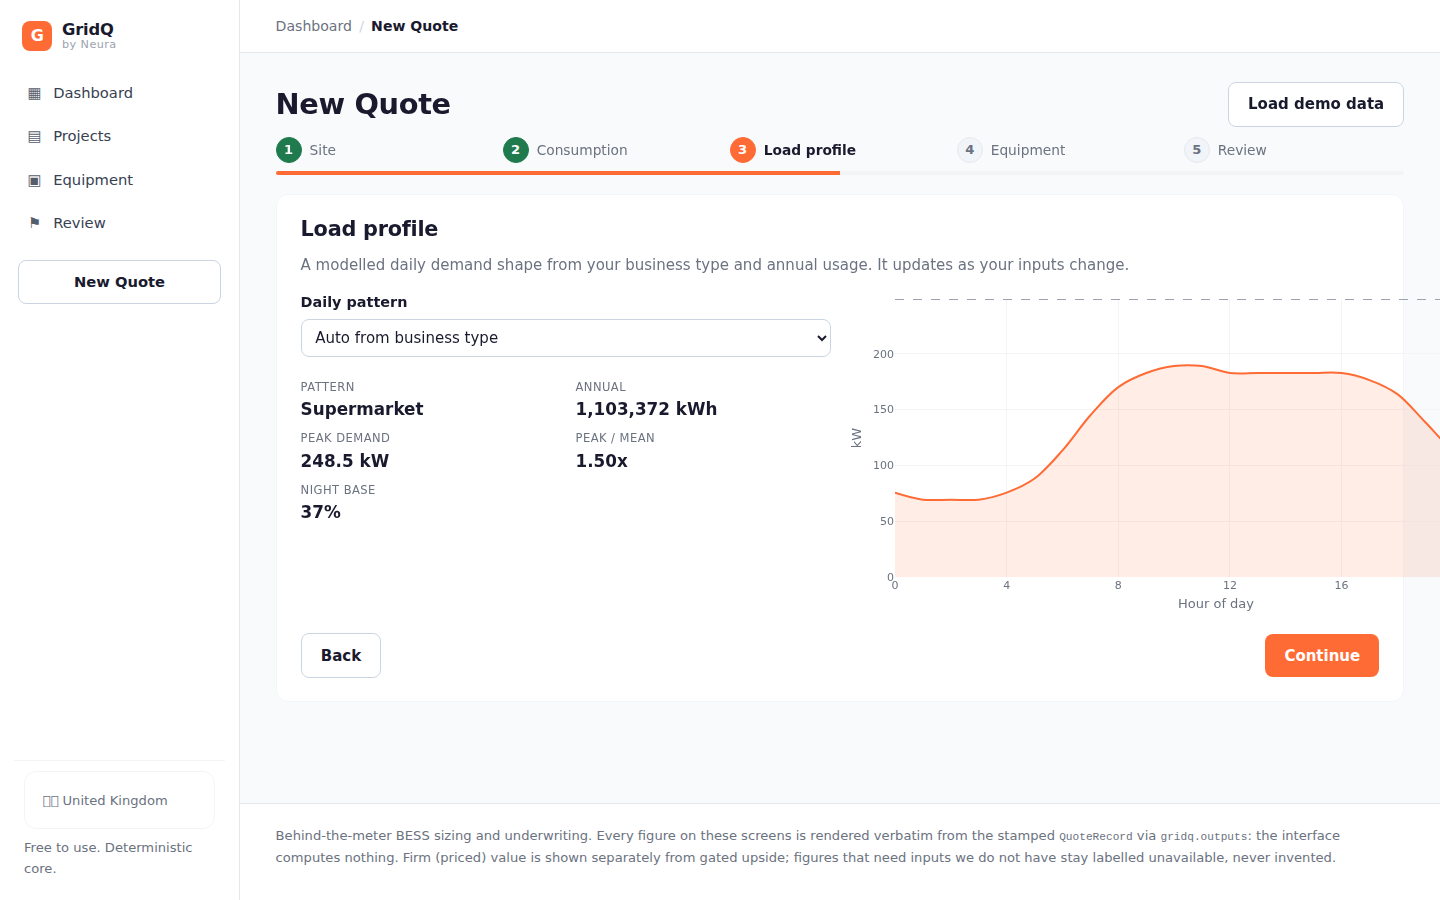 G
GridQ
by Neura
Dashboard
Projects
Equipment
Review
New Quote
United Kingdom
Free to use. Deterministic
core.
Dashboard / New Quote
New Quote
Load demo data
1 Site
2 Consumption
3 Load profile
4 Equipment
5 Review
Load profile
A modelled daily demand shape from your business type and annual usage. It updates as your inputs change.
Daily pattern
Auto from business type
PATTERN
Supermarket
ANNUAL
1,103,372 kWh
PEAK DEMAND
248.5 kW
PEAK / MEAN
1.50x
NIGHT BASE
37%
kW
200
150
100
50
0
0 4 8 12 16
Hour of day
Back
Continue
Behind-the-meter BESS sizing and underwriting. Every figure on these screens is rendered verbatim from the stamped QuoteRecord via gridq.outputs: the interface
computes nothing. Firm (priced) value is shown separately from gated upside; figures that need inputs we do not have stay labelled unavailable, never invented.